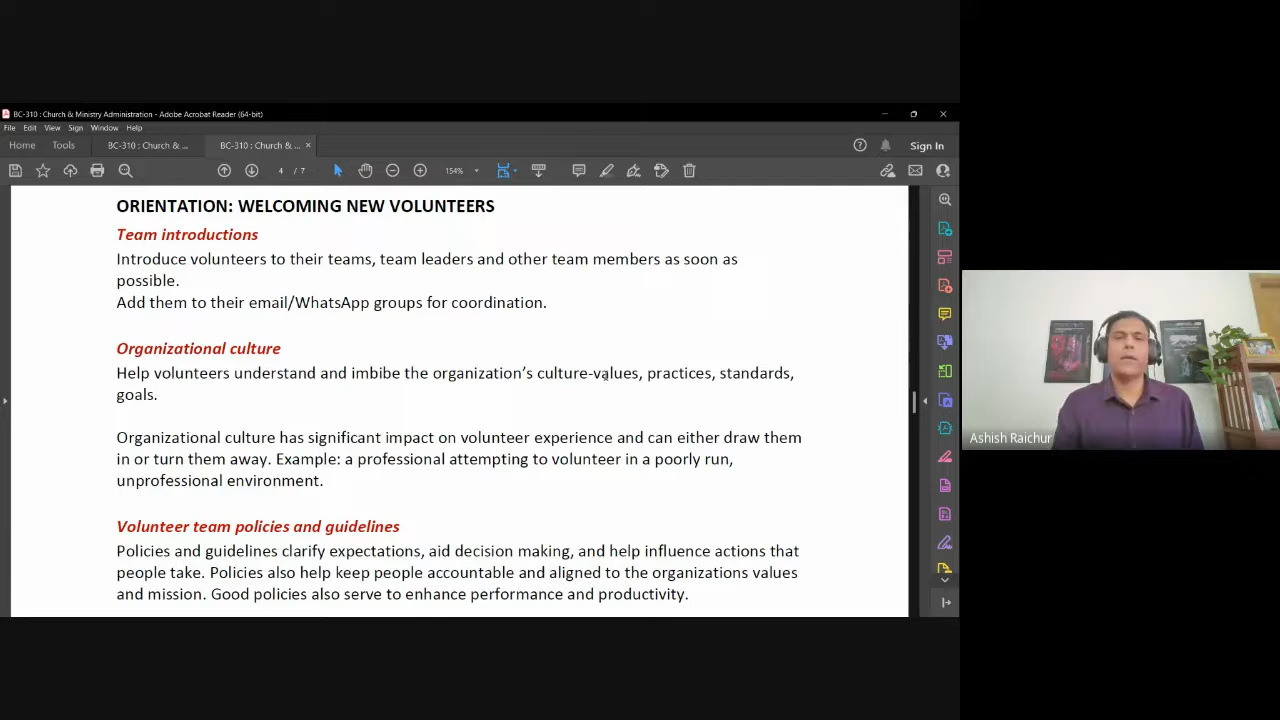 BC-310 : Church & Ministry Administration - Adobe Acrobat Reader (64-bit)
File Edit View Window Help
Home Tools BC-310 : Church & ... BC-310 : Church & ... × Sign In
4 / 7 154%
ORIENTATION: WELCOMING NEW VOLUNTEERS
Team introductions
Introduce volunteers to their teams, team leaders and other team members as soon as
possible.
Add them to their email/WhatsApp groups for coordination.
Organizational culture
Help volunteers understand and imbibe the organization’s culture-values, practices, standards,
goals.
Organizational culture has significant impact on volunteer experience and can either draw them
in or turn them away. Example: a professional attempting to volunteer in a poorly run,
unprofessional environment.
Volunteer team policies and guidelines
Policies and guidelines clarify expectations, aid decision making, and help influence actions that
people take. Policies also help keep people accountable and aligned to the organizations values
and mission. Good policies also serve to enhance performance and productivity.
Ashish Raichur